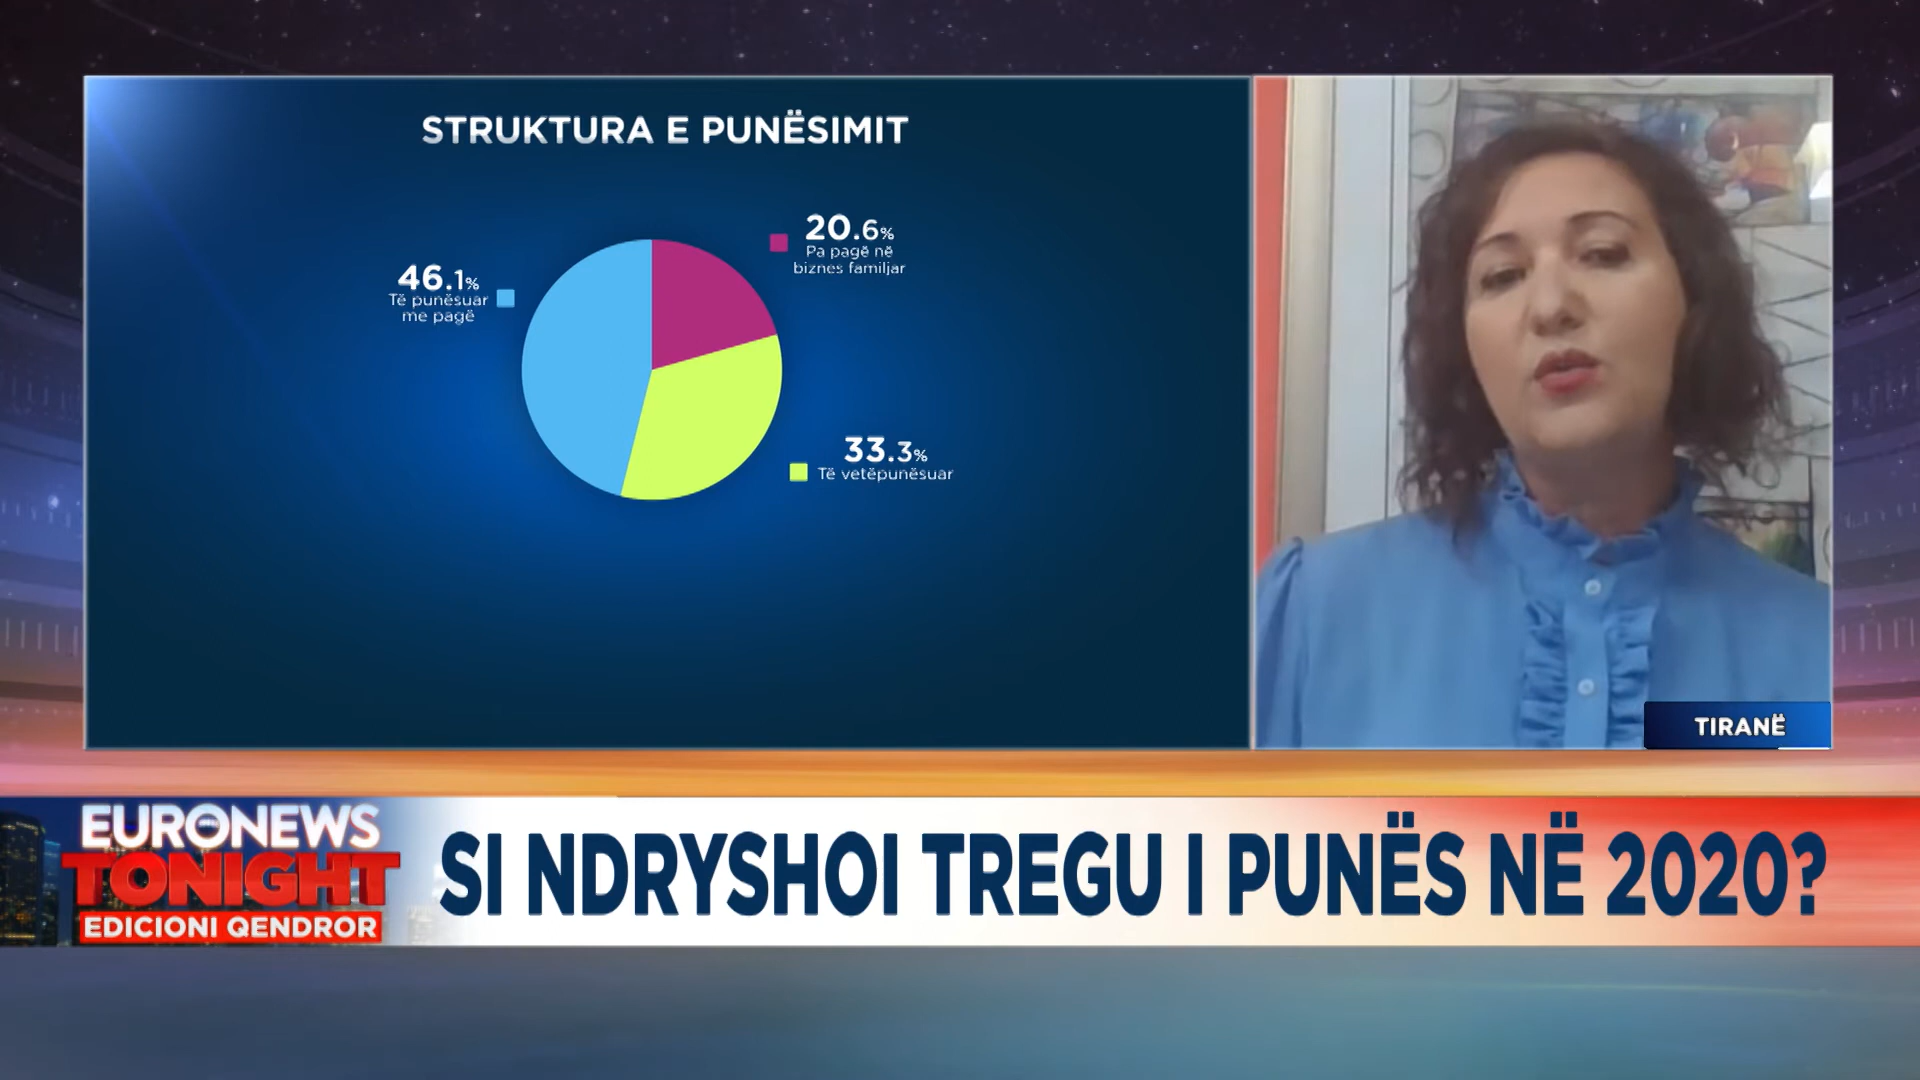 STRUKTURA E PUNËSIMIT
20.6%
Pa pagë në
biznes familjar
46.1%
Të punësuar
me pagë
33.3%
Të vetëpunësuar
TIRANË
EURONEWS
TONIGHT
EDICIONI QENDROR
SI NDRYSHOI TREGU I PUNËS NË 2020?